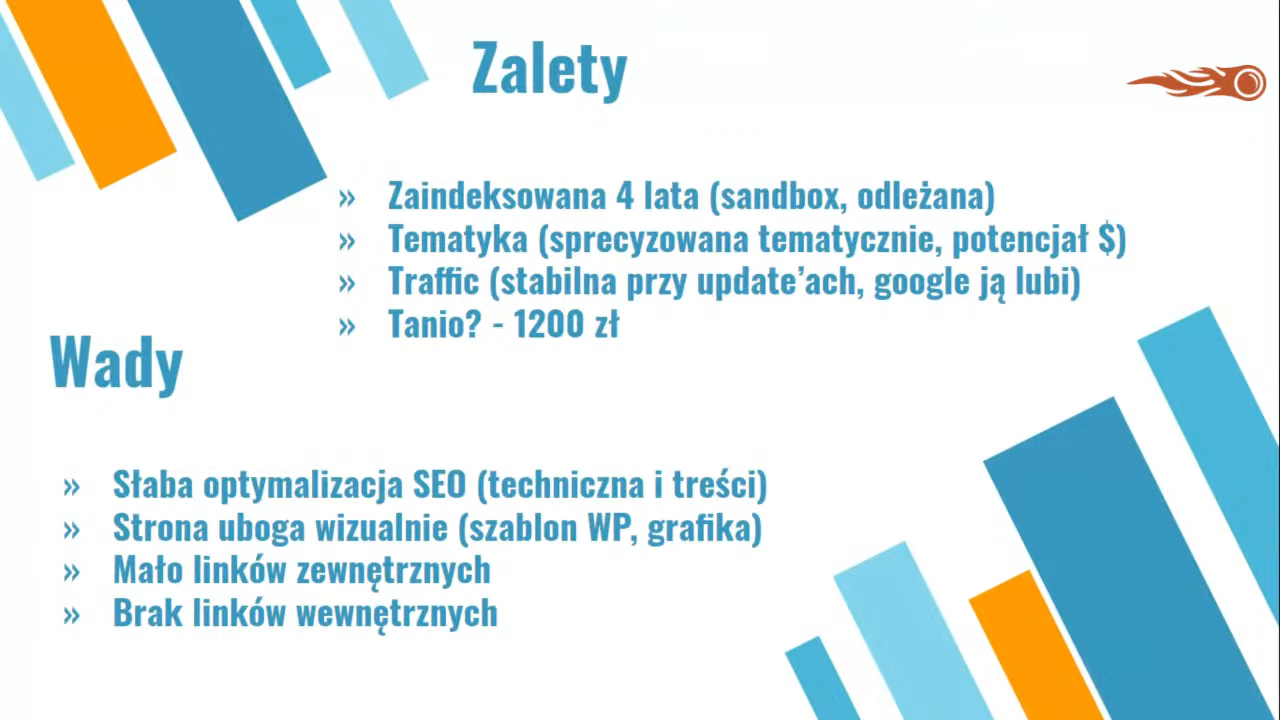 Zalety
» Zaindeksowana 4 lata (sandbox, odleżana)
» Tematyka (sprecyzowana tematycznie, potencjał $)
» Traffic (stabilna przy update’ach, google ją lubi)
» Tanio? - 1200 zł
Wady
» Słaba optymalizacja SEO (techniczna i treści)
» Strona uboga wizualnie (szablon WP, grafika)
» Mało linków zewnętrznych
» Brak linków wewnętrznych